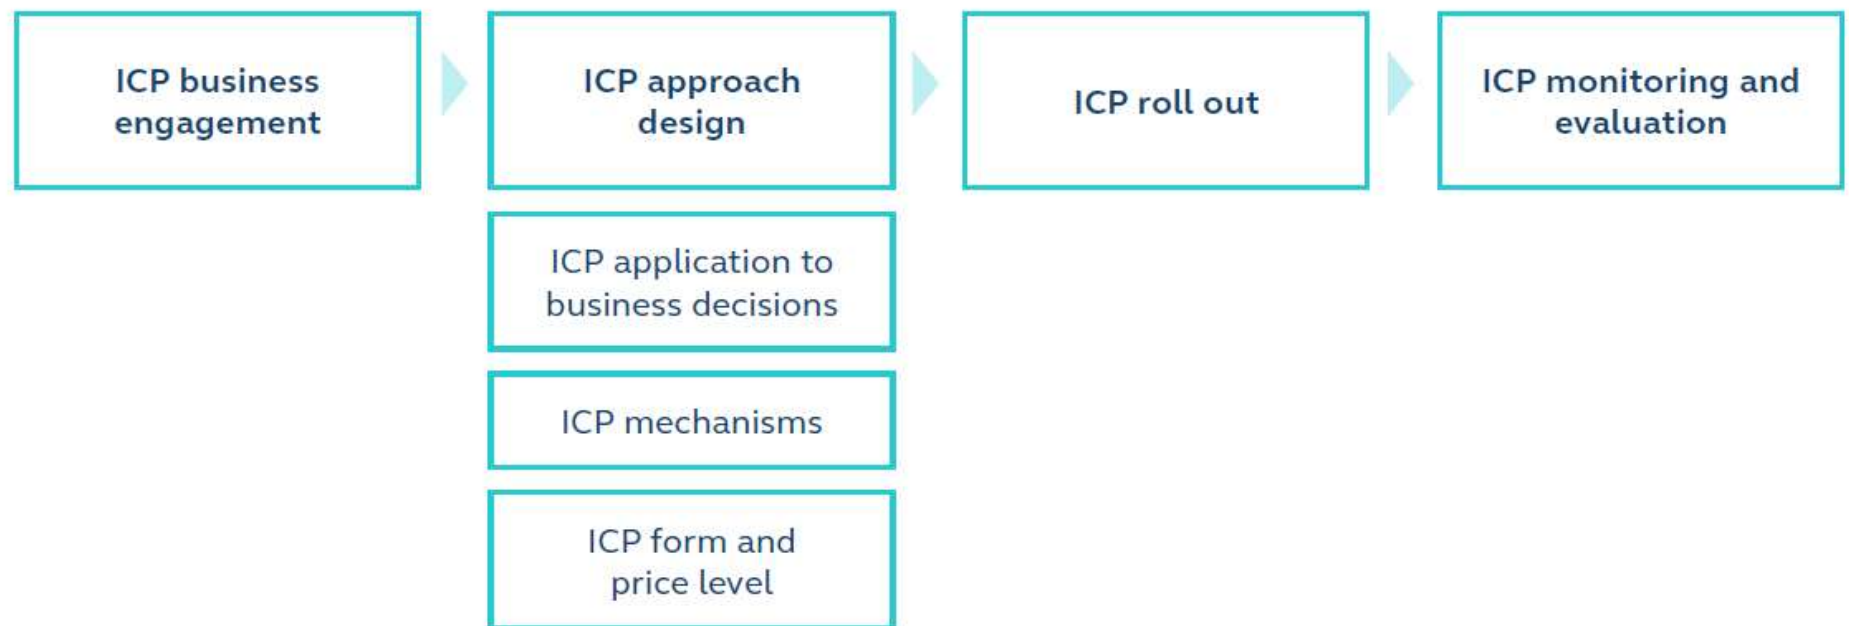 ICP business
engagement
ICP approach
design
ICP roll out
ICP monitoring and
evaluation
ICP application to
business decisions
ICP mechanisms
ICP form and
price level